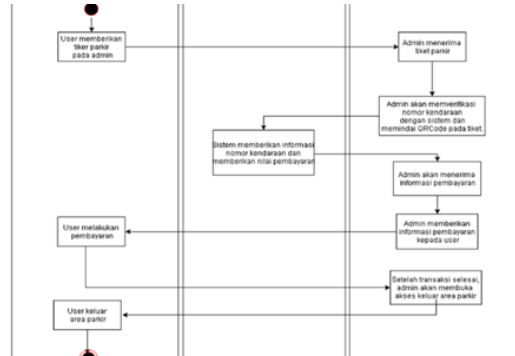 User memberikan
tiker parkir
pada admin
Admin menerima
tiket parkir
Admin akan memverifikasi
nomor kendaraan
dengan sistem dan
memindai QRCode pada tiket.
Sistem memberikan informasi
nomor kendaraan dan
memberikan nilai pembayaran
Admin akan menerima
informasi pembayaran
User melakukan
pembayaran
Admin memberikan
informasi pembayaran
kepada user
Setelah transaksi selesai,
admin akan membuka
akses keluar area parkir
User keluar
area parkir